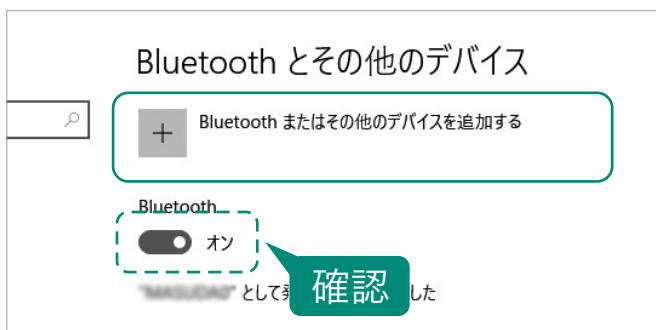 Bluetooth とその他のデバイス
Bluetooth またはその他のデバイスを追加する
Bluetooth
オン
として
確認
した